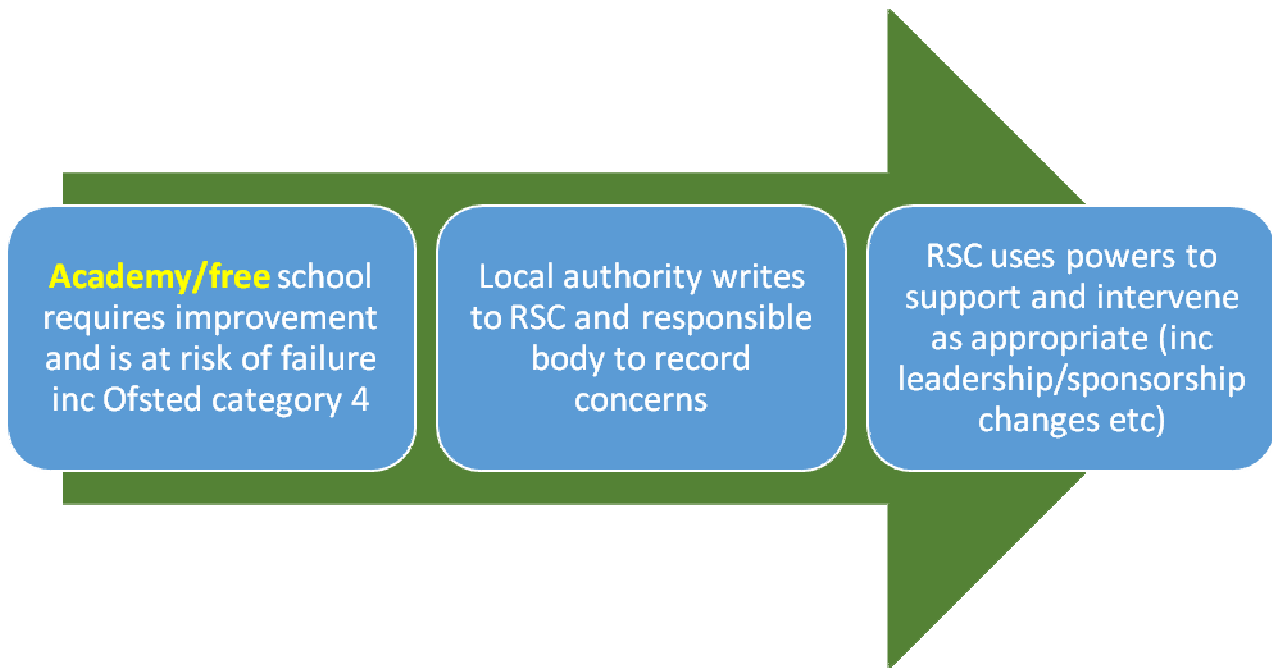 Academy/free school
requires improvement
and is at risk of failure
inc Ofsted category 4
Local authority writes
to RSC and responsible
body to record
concerns
RSC uses powers to
support and intervene
as appropriate (inc
leadership/sponsorship
changes etc)